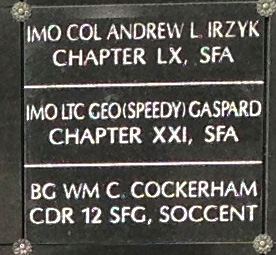 IMO COL ANDREW L. IRZYK
CHAPTER LX, SFA
IMO LTC GEO(SPEEDY) GASPARD
CHAPTER XXI, SFA
BG WM C. COCKERHAM
CDR 12 SFG, SOCCENT